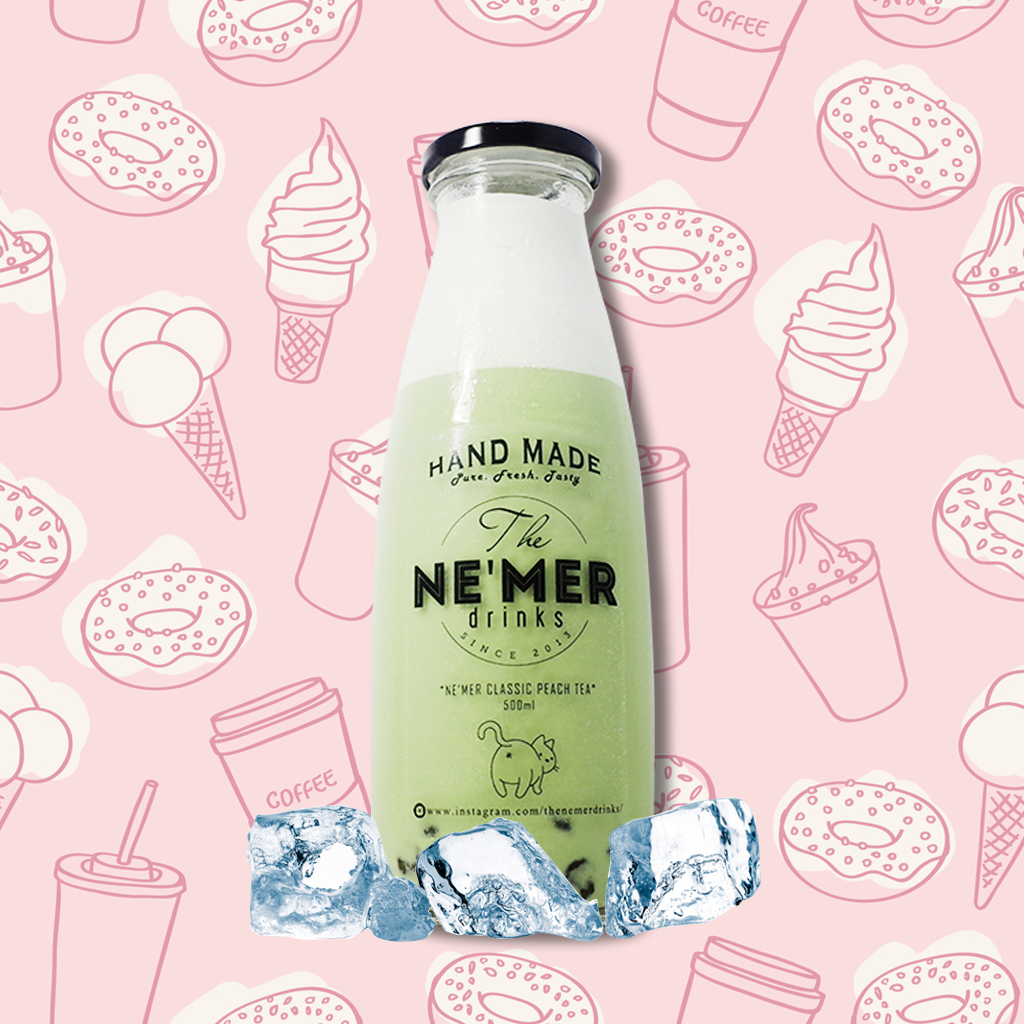 COFFEE
HAND MADE
Pure. Fresh. Tasty
The
NE'MER
drinks
SINCE 2013
"NE'MER CLASSIC PEACH TEA"
500ml
www.instagram.com/thenemerdrinks/
COFFEE